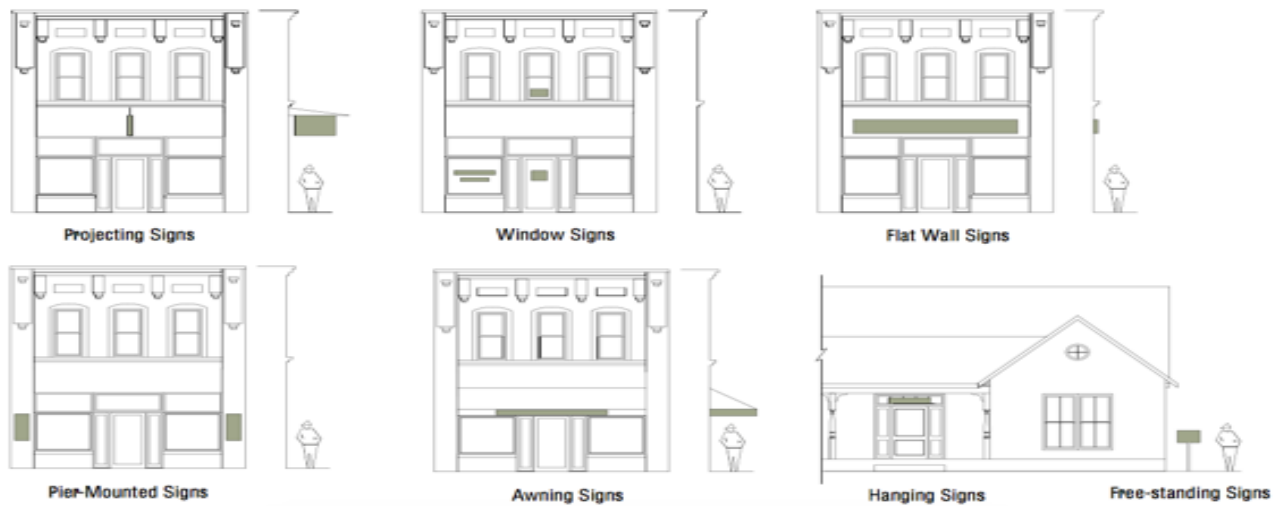 Projecting Signs
Window Signs
Flat Wall Signs
Pier-Mounted Signs
Awning Signs
Hanging Signs
Free-standing Signs